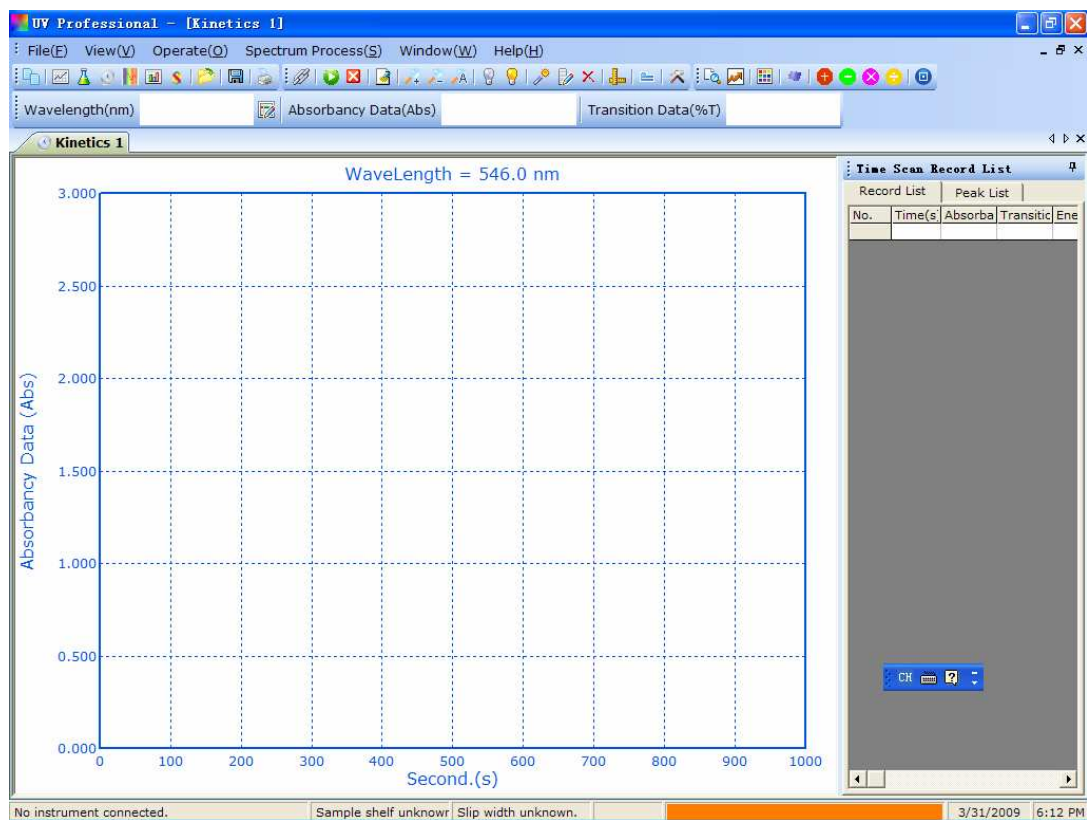 UV Professional - [Kinetics 1]
File(F) View(V) Operate(O) Spectrum Process(S) Window(W) Help(H)
Wavelength(nm) Absorbancy Data(Abs) Transition Data(%T)
Kinetics 1
WaveLength = 546.0 nm
3.000
2.500
2.000
1.500
1.000
0.500
0.000
Absorbancy Data (Abs)
0 100 200 300 400 500 600 700 800 900 1000
Second.(s)
Time Scan Record List
Record List Peak List
No. Time(s) Absorba Transitic Ene
CH
No instrument connected. Sample shelf unknowr Slip width unknown. 3/31/2009 6:12 PM